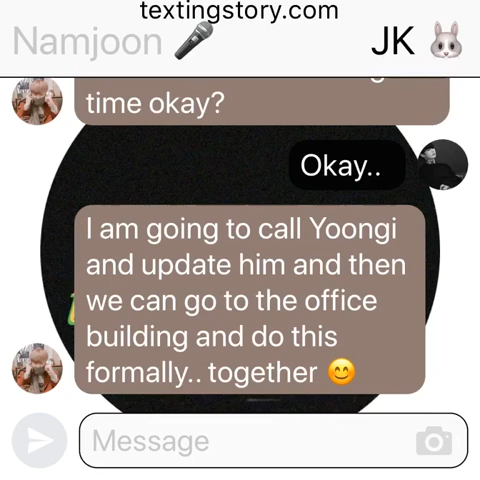 textingstory.com
Namjoon 🎤 JK 🐰
time okay?
Okay..
I am going to call Yoongi
and update him and then
we can go to the office
building and do this
formally.. together 😊
Message